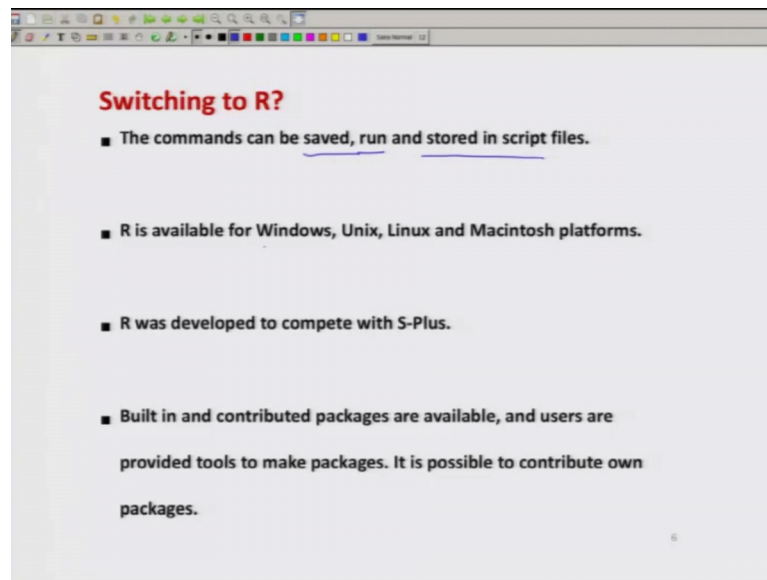 Switching to R?
The commands can be saved, run and stored in script files.
R is available for Windows, Unix, Linux and Macintosh platforms.
R was developed to compete with S-Plus.
Built in and contributed packages are available, and users are
provided tools to make packages. It is possible to contribute own
packages.
6